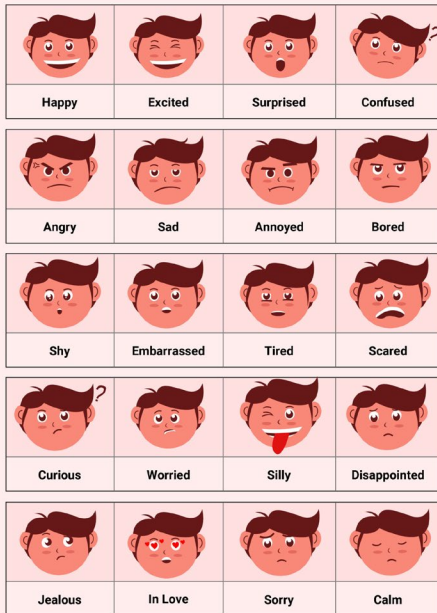 ?
Happy Excited Surprised Confused
Angry Sad Annoyed Bored
Shy Embarrassed Tired Scared
?
Curious Worried Silly Disappointed
Jealous In Love Sorry Calm